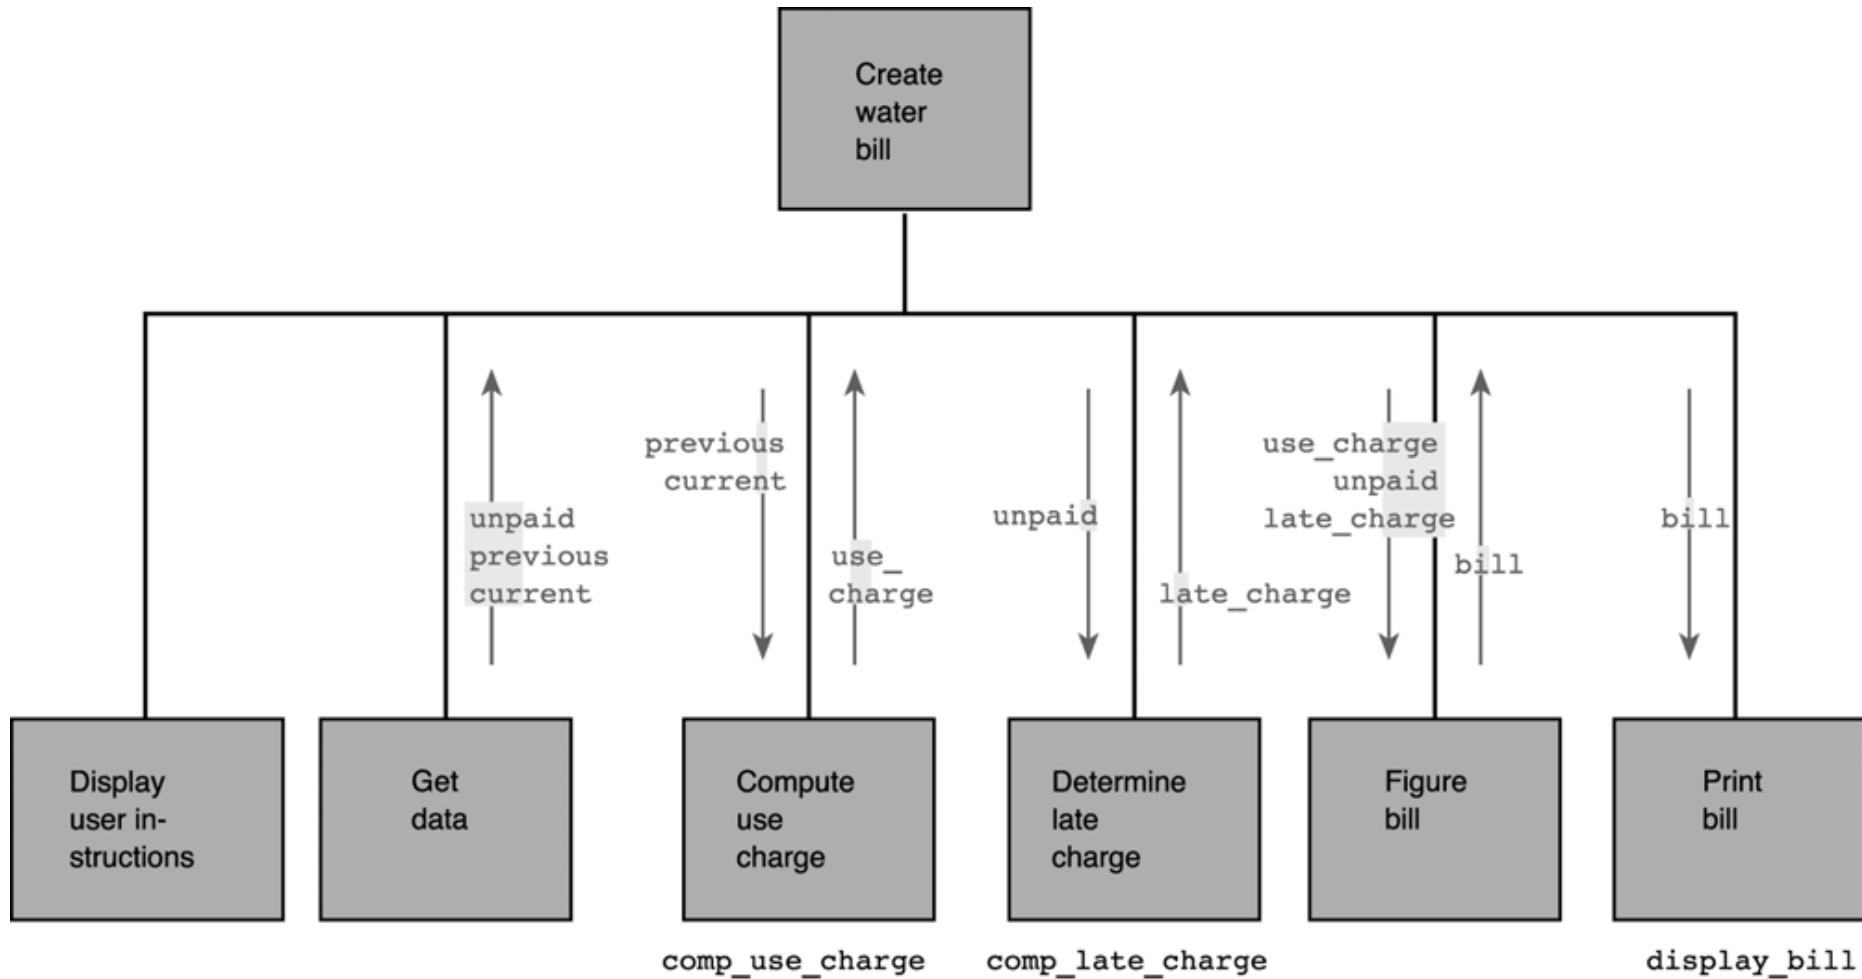 Create
water
bill
unpaid
previous
current
previous
current
use_
charge
unpaid
late_charge
use_charge
unpaid
late_charge
bill
bill
Display
user in-
structions
Get
data
Compute
use
charge
Determine
late
charge
Figure
bill
Print
bill
comp_use_charge
comp_late_charge
display_bill